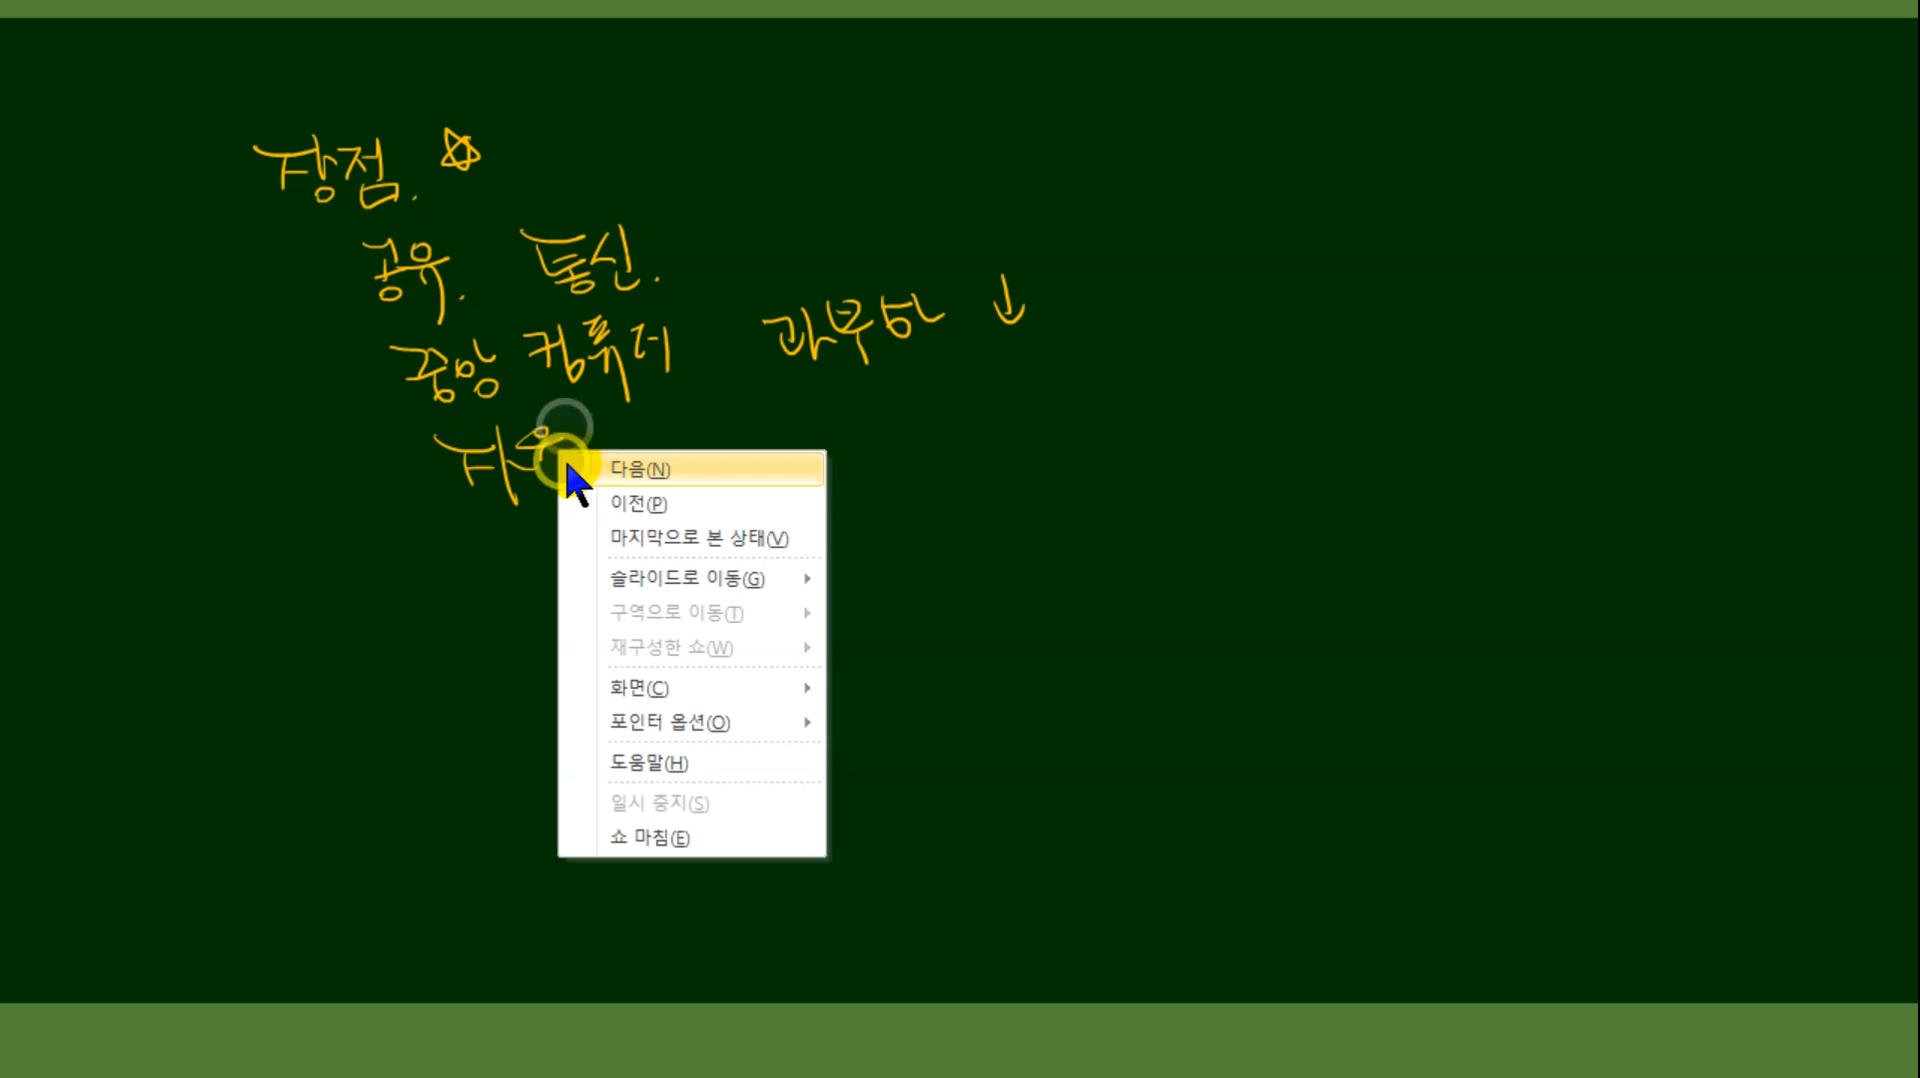 장점. ☆
공유. 통신.
중앙 컴퓨터 과부하 ↓
다음(N)
이전(P)
마지막으로 본 상태(V)
슬라이드로 이동(G)
구역으로 이동(T)
재구성한 쇼(W)
화면(C)
포인터 옵션(O)
도움말(H)
일시 중지(S)
쇼 마침(E)